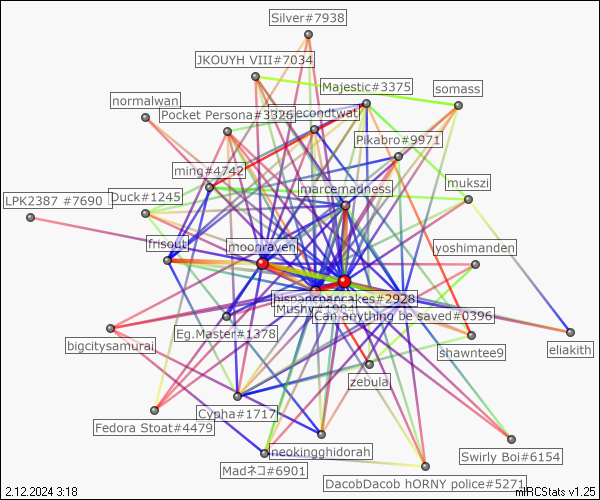 Silver#7938
JKOUYH VIII#7034
Majestic#3375
somass
normalwan
Pocket Persona#3326
secondtwat
Pikabro#9971
ming#4742
marcemadness
mukszi
LPK2387 #7690
Duck#1245
frisout
moonraven
yoshimanden
hispancpancakes#2928
Mushy#1984
Can anything be saved#0396
Eg.Master#1378
bigcitysamurai
shawntee9
eliakith
zebula
Cypha#1717
Fedora Stoat#4479
neokingghidorah
Swirly Boi#6154
Madネコ#6901
DacobDacob hORNY police#5271
2.12.2024 3:18
mIRCStats v1.25